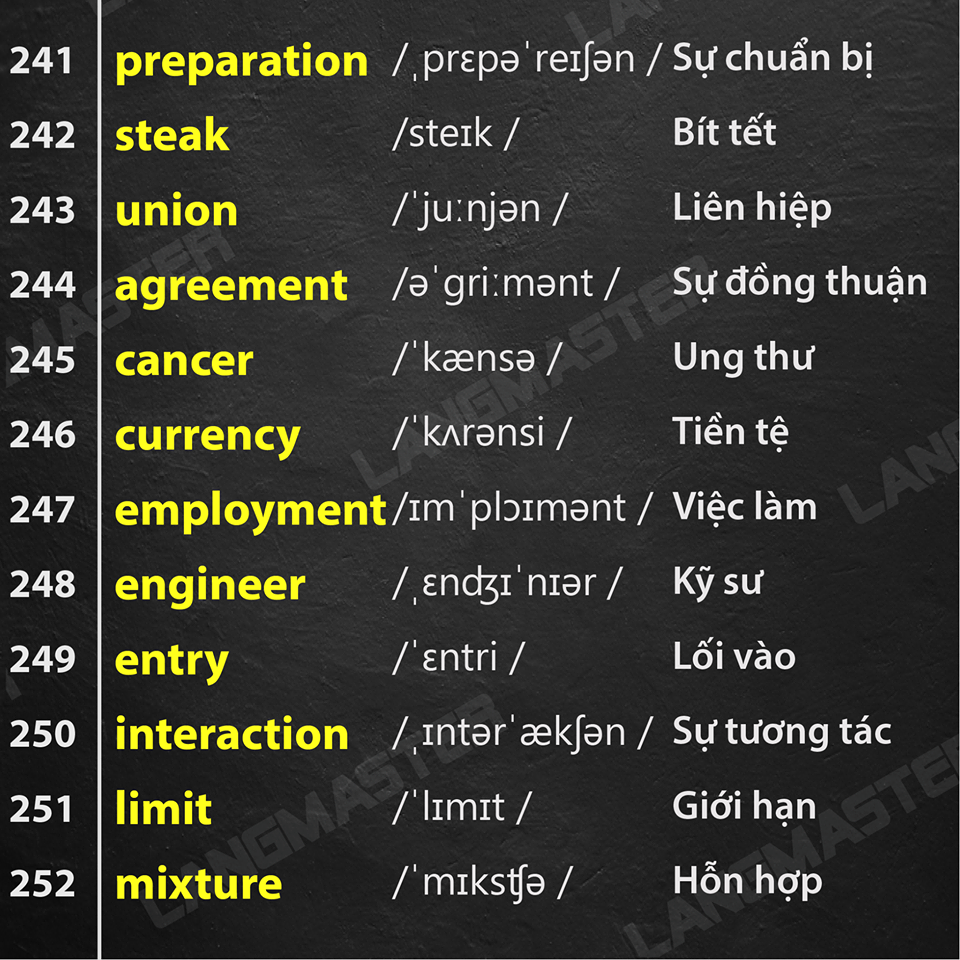 241 preparation /ˌprɛpəˈreɪʃən / Sự chuẩn bị
242 steak /steɪk / Bít tết
243 union /ˈjuːnjən / Liên hiệp
244 agreement /əˈgriːmənt / Sự đồng thuận
245 cancer /ˈkænsə / Ung thư
246 currency /ˈkʌrənsi / Tiền tệ
247 employment /ɪmˈplɔɪmənt / Việc làm
248 engineer /ˌɛnʤɪˈnɪər / Kỹ sư
249 entry /ˈɛntri / Lối vào
250 interaction /ˌɪntərˈækʃən / Sự tương tác
251 limit /ˈlɪmɪt / Giới hạn
252 mixture /ˈmɪksʧə / Hỗn hợp
LANGMASTER
LANGMASTER
LANGMASTER
LANGMASTER